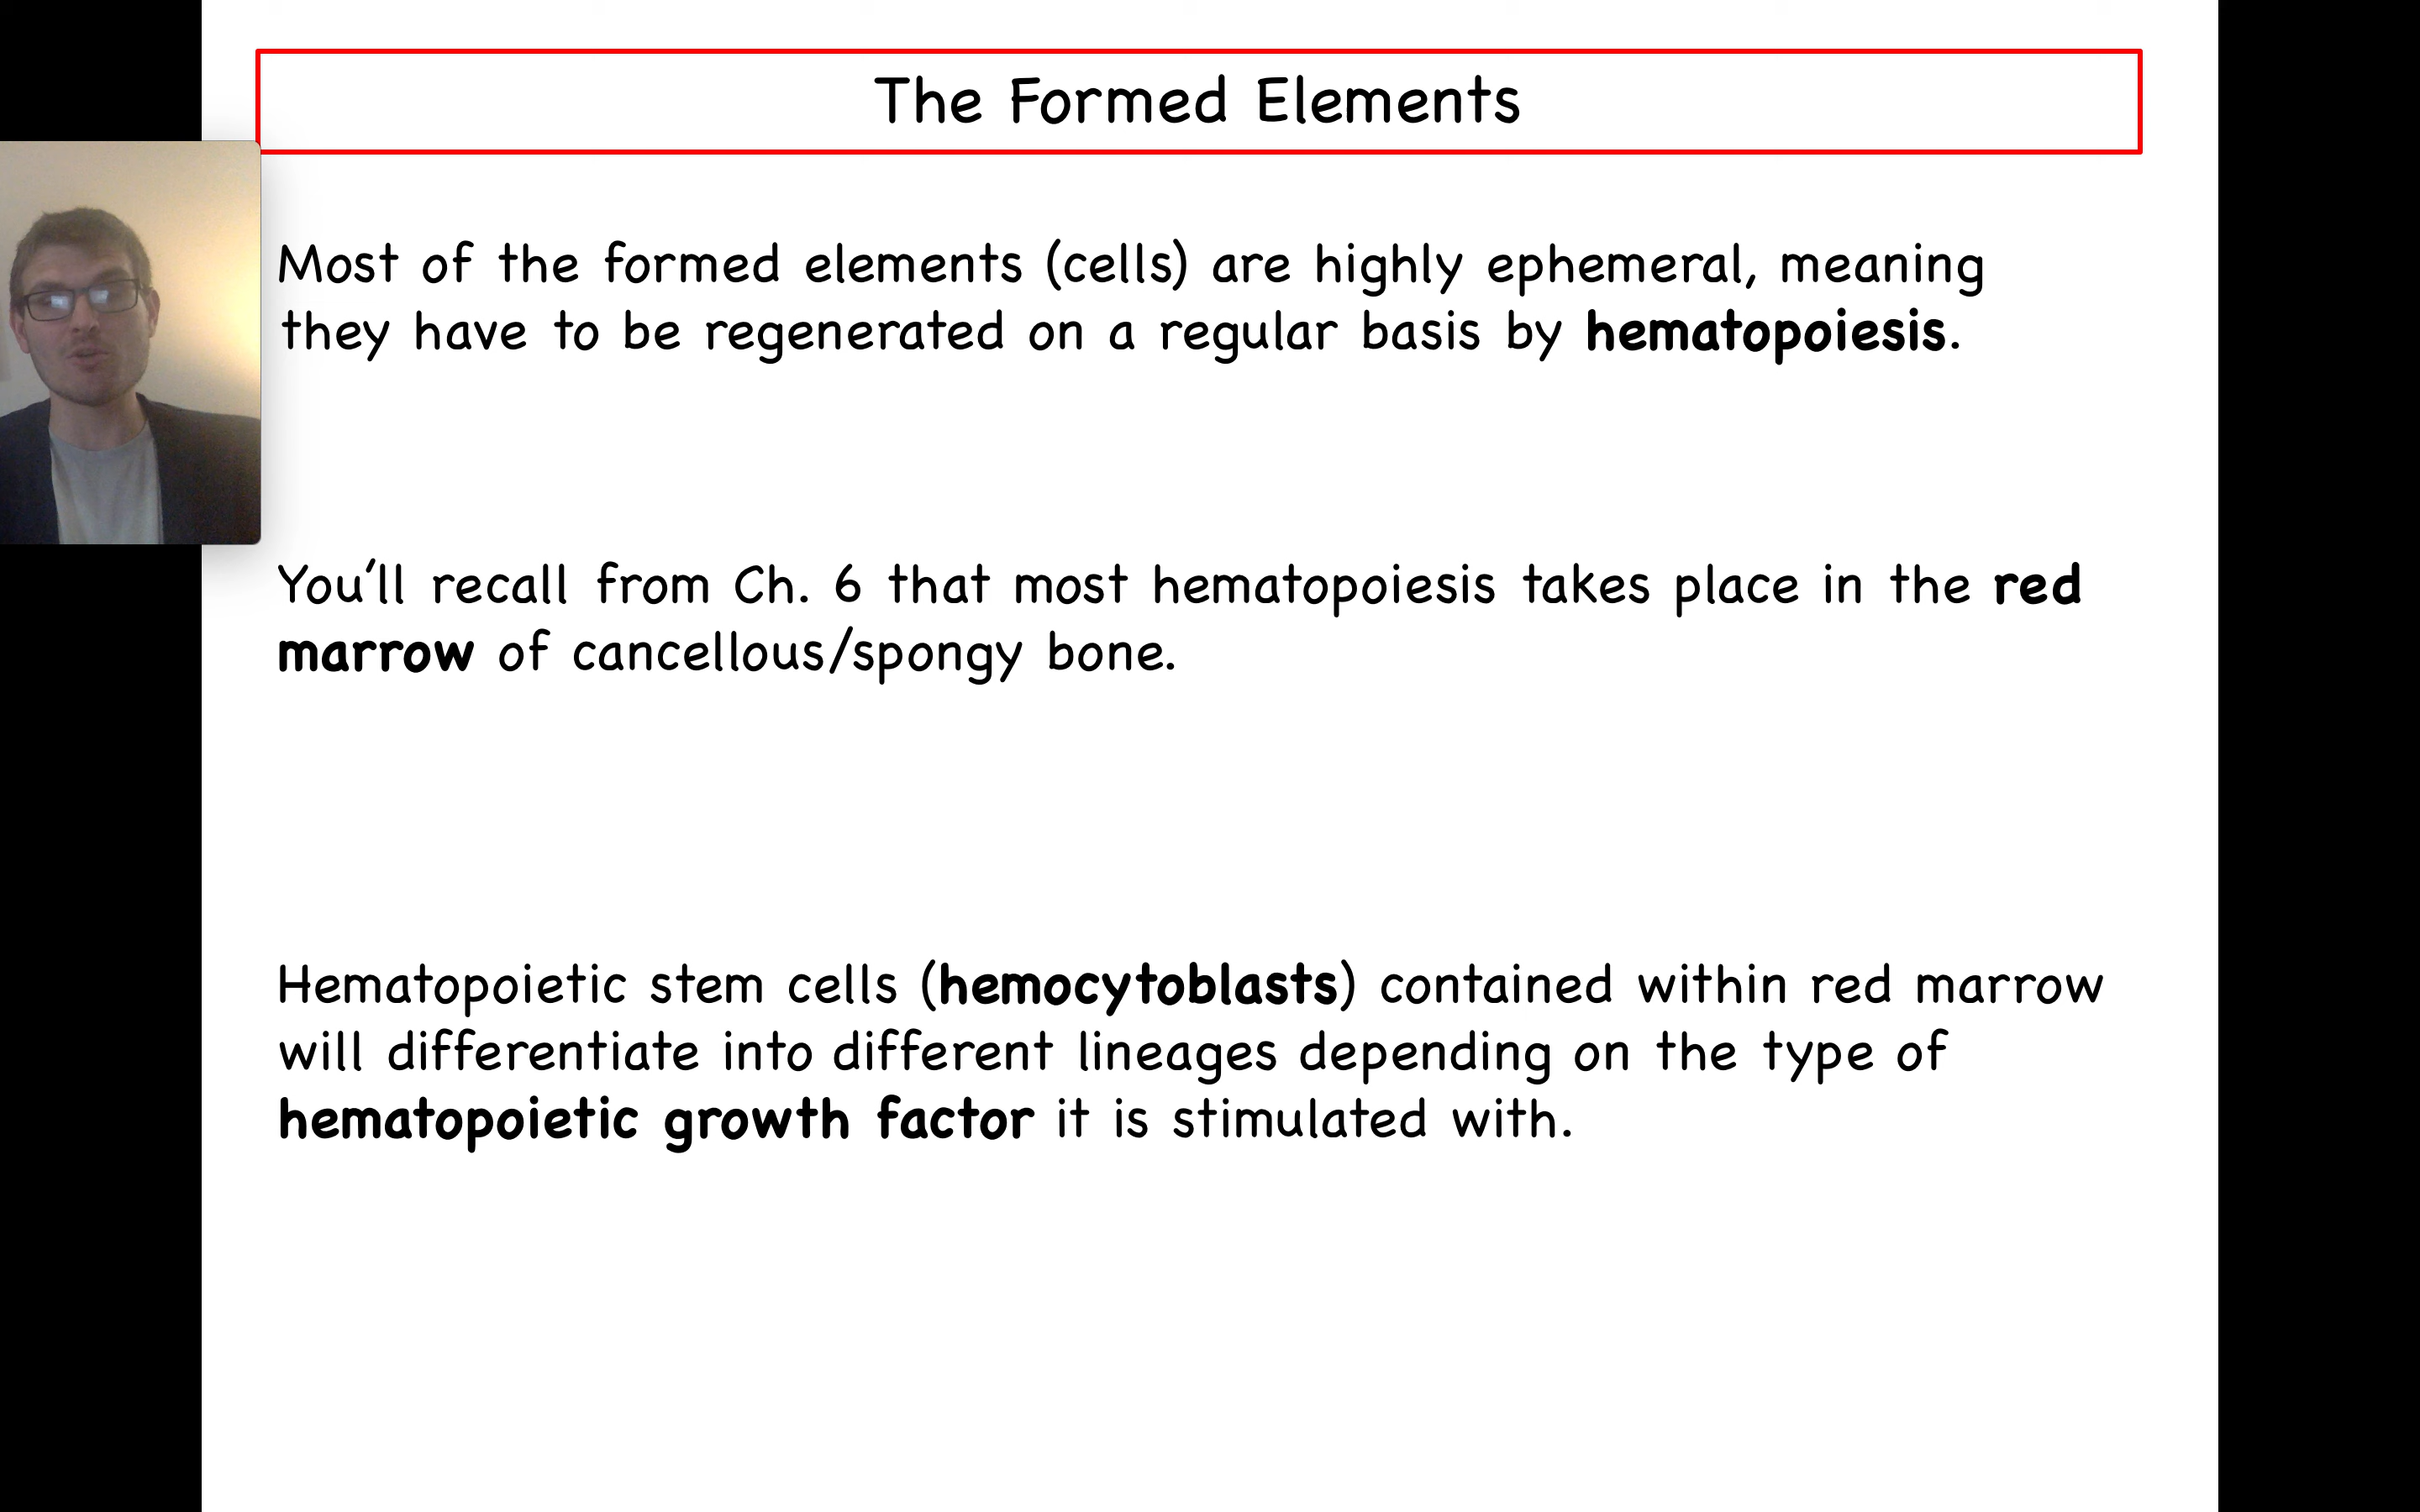 The Formed Elements
Most of the formed elements (cells) are highly ephemeral, meaning
they have to be regenerated on a regular basis by hematopoiesis.
You'll recall from Ch. 6 that most hematopoiesis takes place in the red
marrow of cancellous/spongy bone.
Hematopoietic stem cells (hemocytoblasts) contained within red marrow
will differentiate into different lineages depending on the type of
hematopoietic growth factor it is stimulated with.